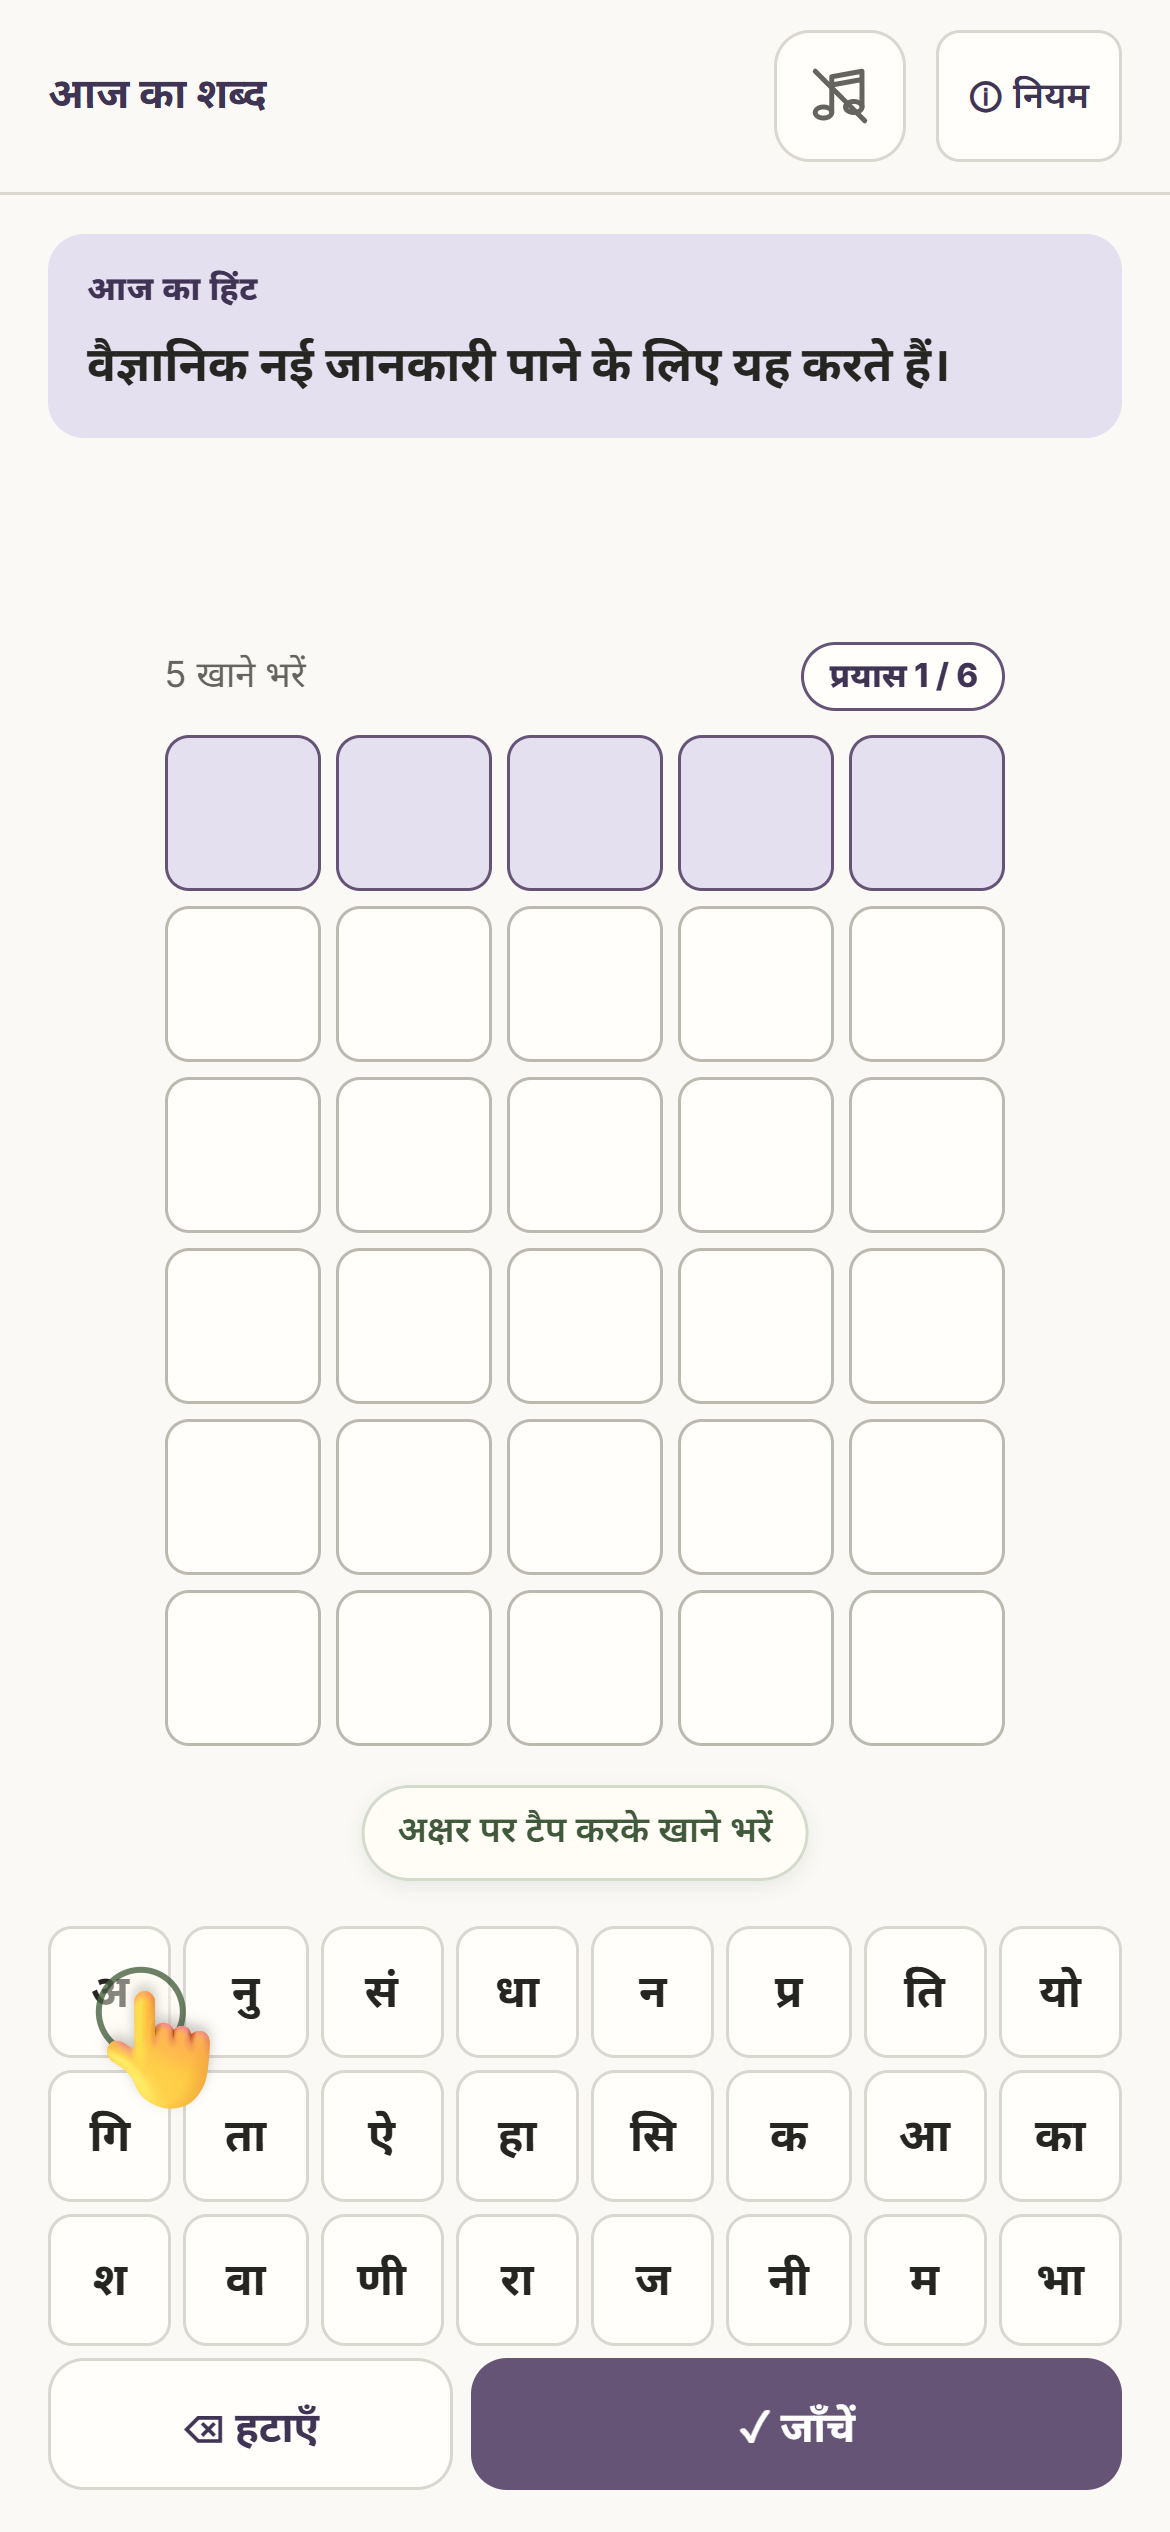 आज का शब्द
नियम
आज का हिंट
वैज्ञानिक नई जानकारी पाने के लिए यह करते हैं।
5 खाने भरें
प्रयास 1 / 6
अक्षर पर टैप करके खाने भरें
अ नु सं धा न प्र ति यो
गि ता ऐ हा सि क आ का
श वा णी रा ज नी म भा
हटाएँ
✓ जाँचें